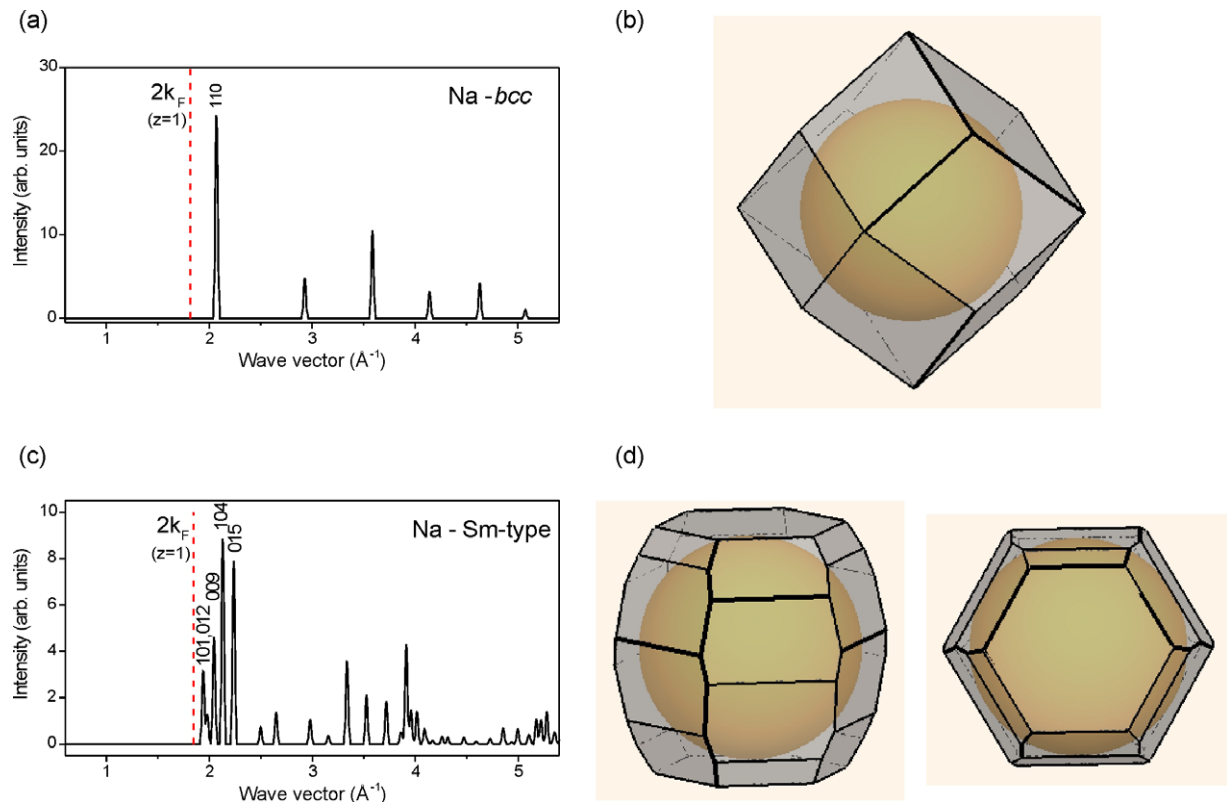 (a)
(b)
30
20
10
0
Intensity (arb. units)
2kF
(z=1)
110
Na -bcc
1 2 3 4 5
Wave vector (Å-1)
(c)
(d)
10
8
6
4
2
0
Intensity (arb. units)
2kF
(z=1)
101,012
009
104
015
Na - Sm-type
1 2 3 4 5
Wave vector (Å-1)